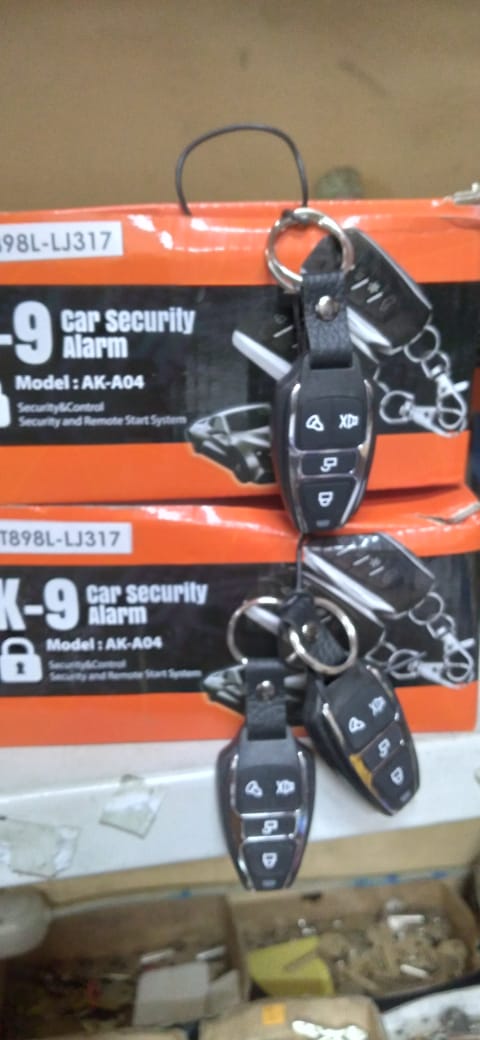 98L-LJ317
-9 Car Security
Alarm
Model : AK-A04
Security&Control
Security and Remote Start System
T898L-LJ317
K-9 Car Security
Alarm
Model : AK-A04
Security&Control
Security and Remote Start System